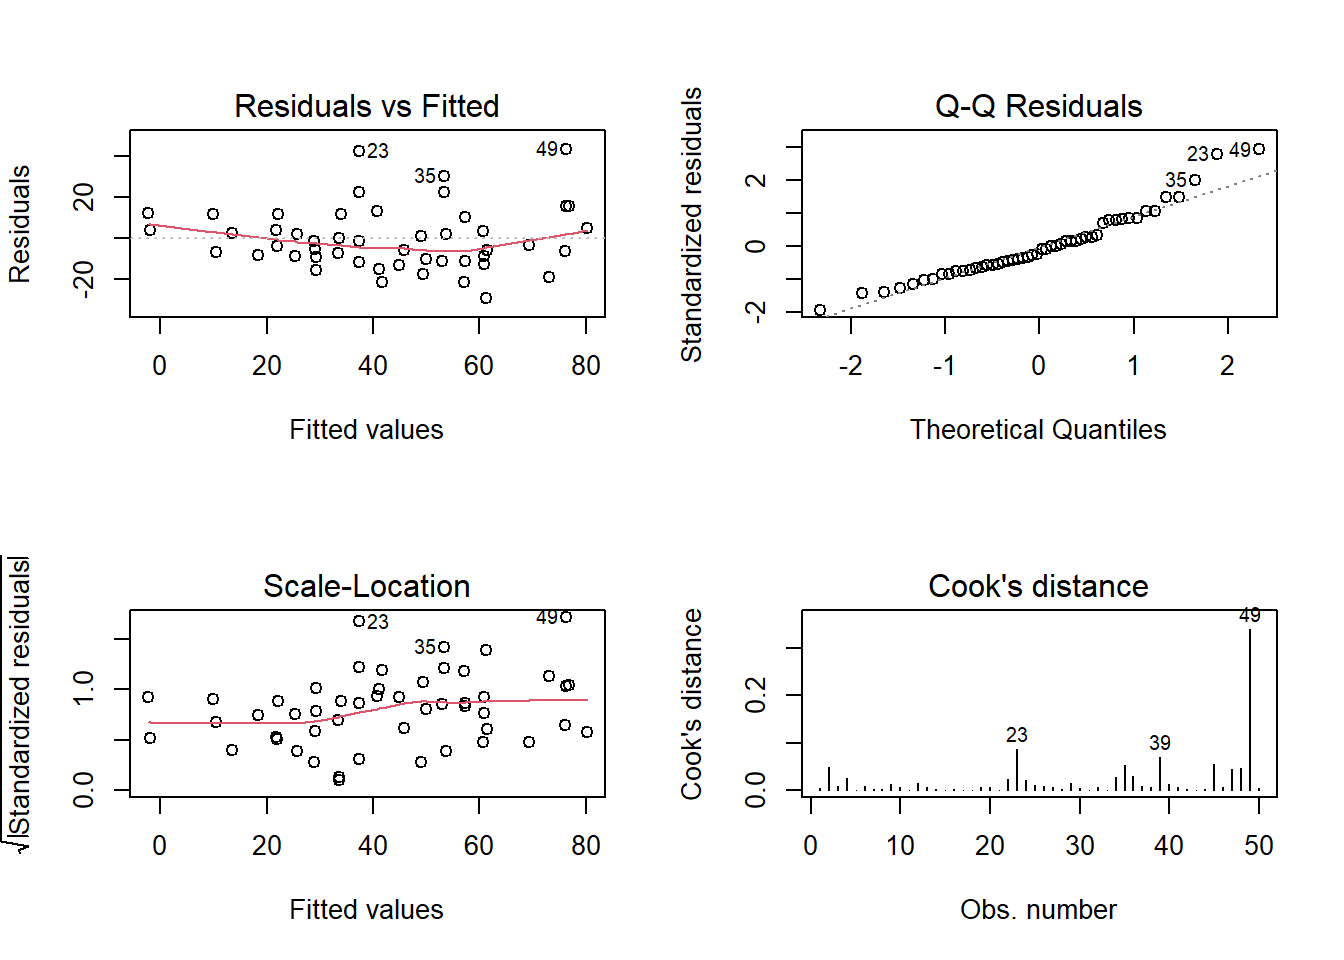 Residuals vs Fitted
Residuals
20
-20
23
35
49
0 20 40 60 80
Fitted values
Q-Q Residuals
Standardized residuals
2
0
-2
35
23
49
-2 -1 0 1 2
Theoretical Quantiles
Scale-Location
√|Standardized residuals|
1.0
0.0
23
35
49
0 20 40 60 80
Fitted values
Cook's distance
Cook's distance
0.2
0.0
23
39
49
0 10 20 30 40 50
Obs. number